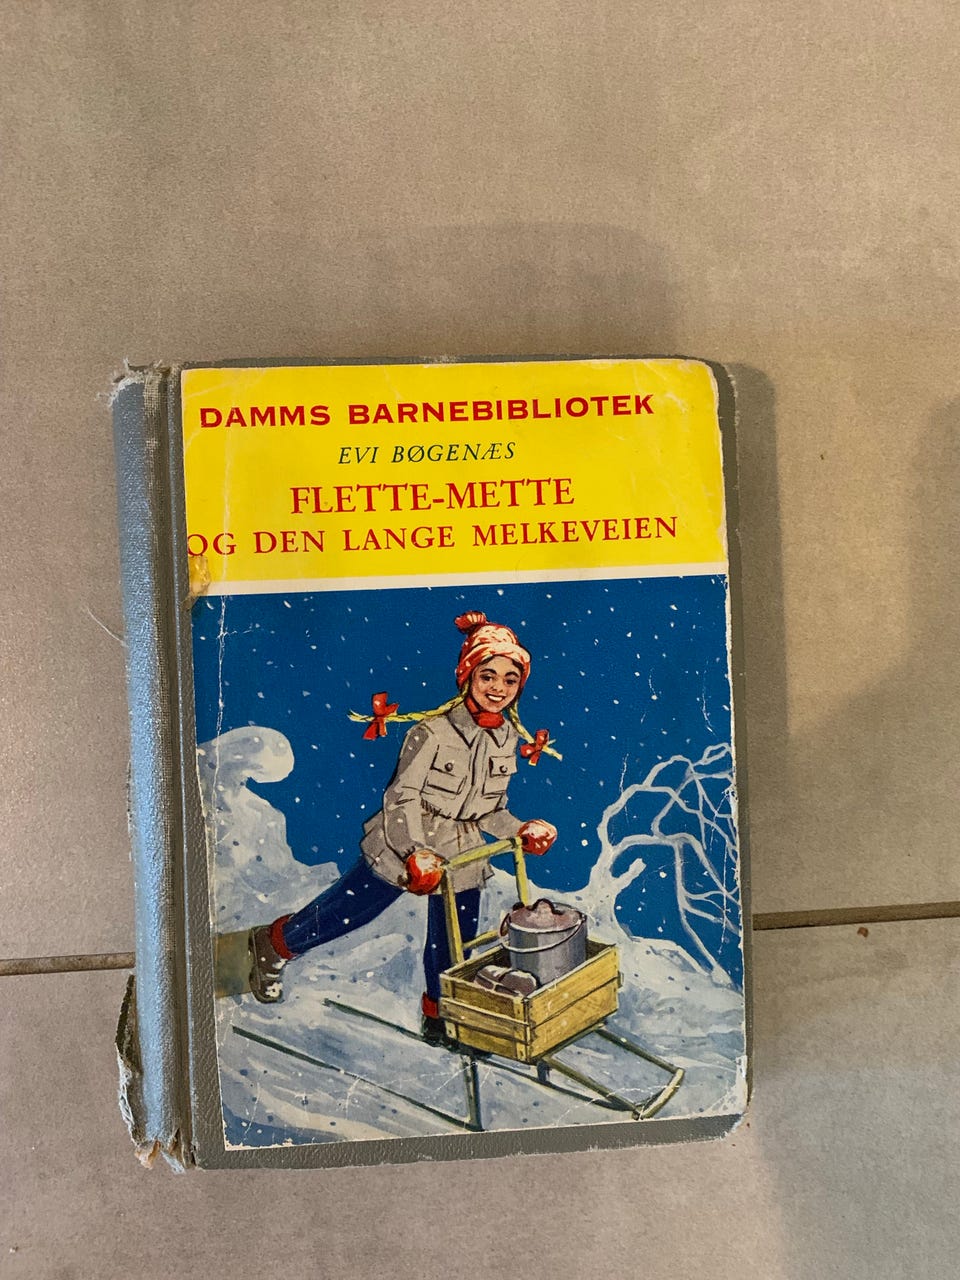 DAMMS BARNEBIBLIOTEK
EVI BØGENÆS
FLETTE-METTE
OG DEN LANGE MELKEVEIEN